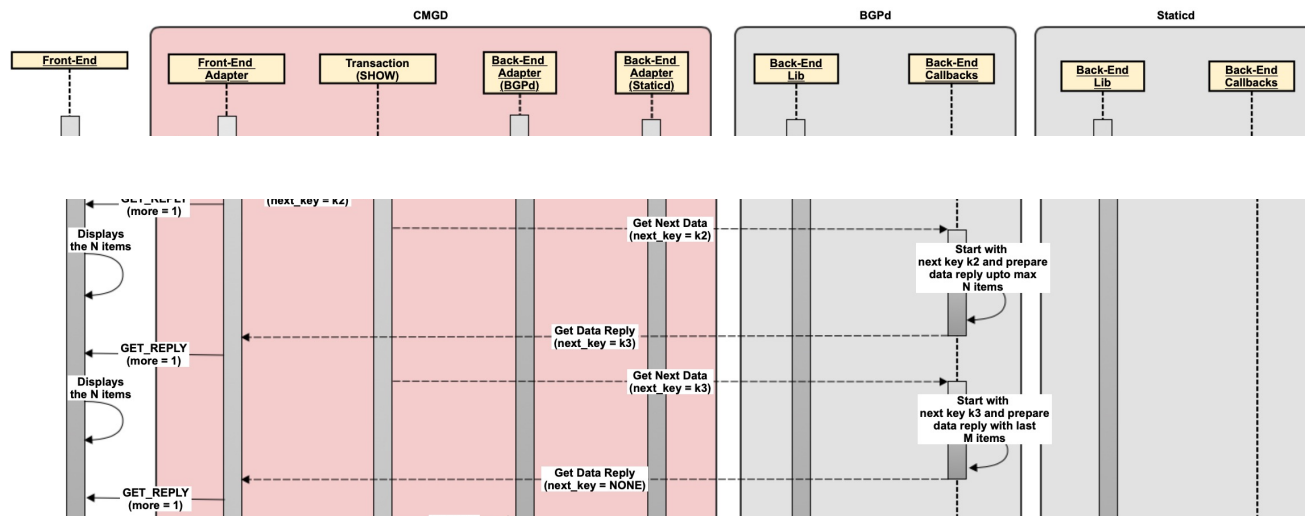 CMGD
BGPd
Staticd
Front-End
Front-End
Adapter
Transaction
(SHOW)
Back-End
Adapter
(BGPd)
Back-End
Adapter
(Staticd)
Back-End
Lib
Back-End
Callbacks
Back-End
Lib
Back-End
Callbacks
GET_REPLY
(more = 1)
(next_key = k2)
Displays
the N items
Get Next Data
(next_key = k2)
Start with
next key k2 and prepare
data reply upto max
N items
Get Data Reply
(next_key = k3)
GET_REPLY
(more = 1)
Displays
the N items
Get Next Data
(next_key = k3)
Start with
next key k3 and prepare
data reply with last
M items
Get Data Reply
(next_key = NONE)
GET_REPLY
(more = 1)